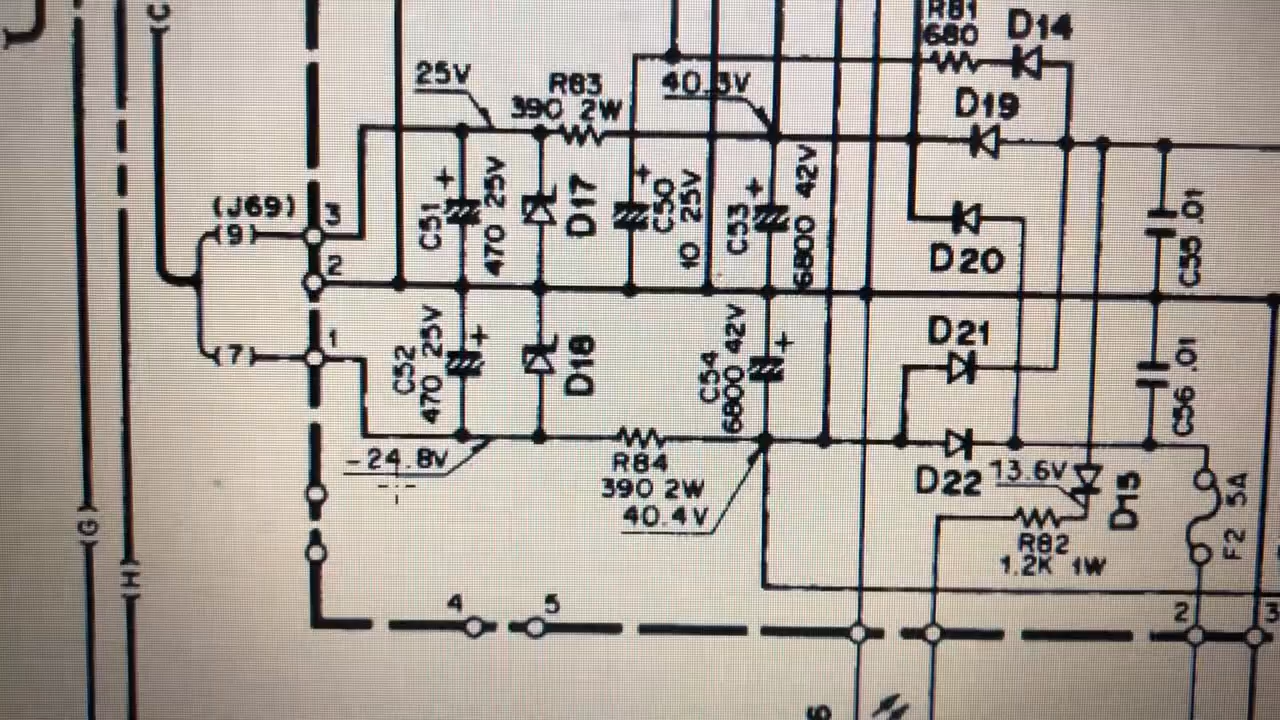 R81
680
D14
25V
R83
390 2W
40.3V
D19
(J69)
3
(9)
C51
+
470 25V
D17
+
C50
10 25V
C53
+
6800 42V
C55 .01
2
D20
1
(7)
C52
470 25V
+
D18
C54
6800 42V
+
D21
C56 .01
-24.8V
R84
390 2W
40.4V
D22
13.6V
D15
R82
1.2K 1W
F2 5A
(G)
(H)
4
5
2
3